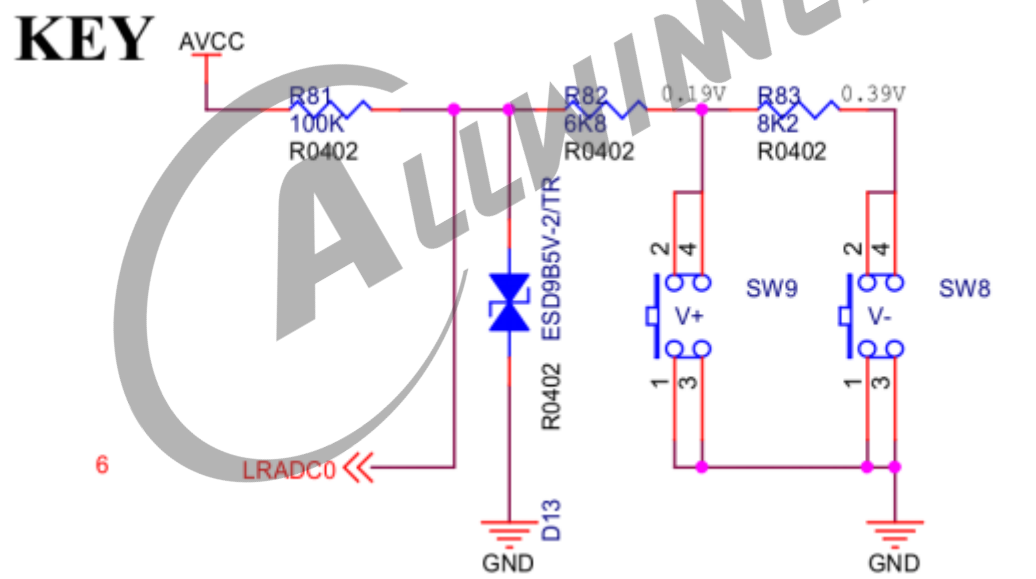 KEY
AVCC
R81
100K
R0402
R82
6K8
R0402
0.19V
R83
8K2
R0402
0.39V
ALLWINNE
ESD9B5V-2/TR
R0402
D13
2
4
V+
1
3
SW9
2
4
V-
1
3
SW8
6
LRADC0
GND
GND